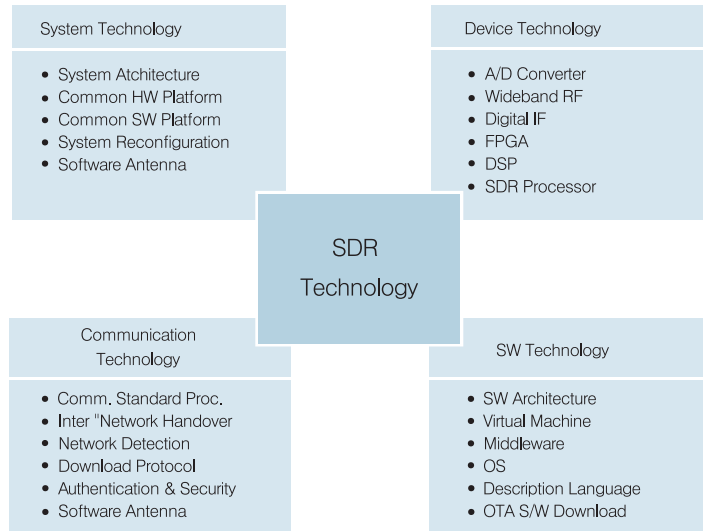 System Technology
• System Atchitecture
• Common HW Platform
• Common SW Platform
• System Reconfiguration
• Software Antenna
Device Technology
• A/D Converter
• Wideband RF
• Digital IF
• FPGA
• DSP
• SDR Processor
SDR
Technology
Communication
Technology
• Comm. Standard Proc.
• Inter "Network Handover
• Network Detection
• Download Protocol
• Authentication & Security
• Software Antenna
SW Technology
• SW Architecture
• Virtual Machine
• Middleware
• OS
• Description Language
• OTA S/W Download